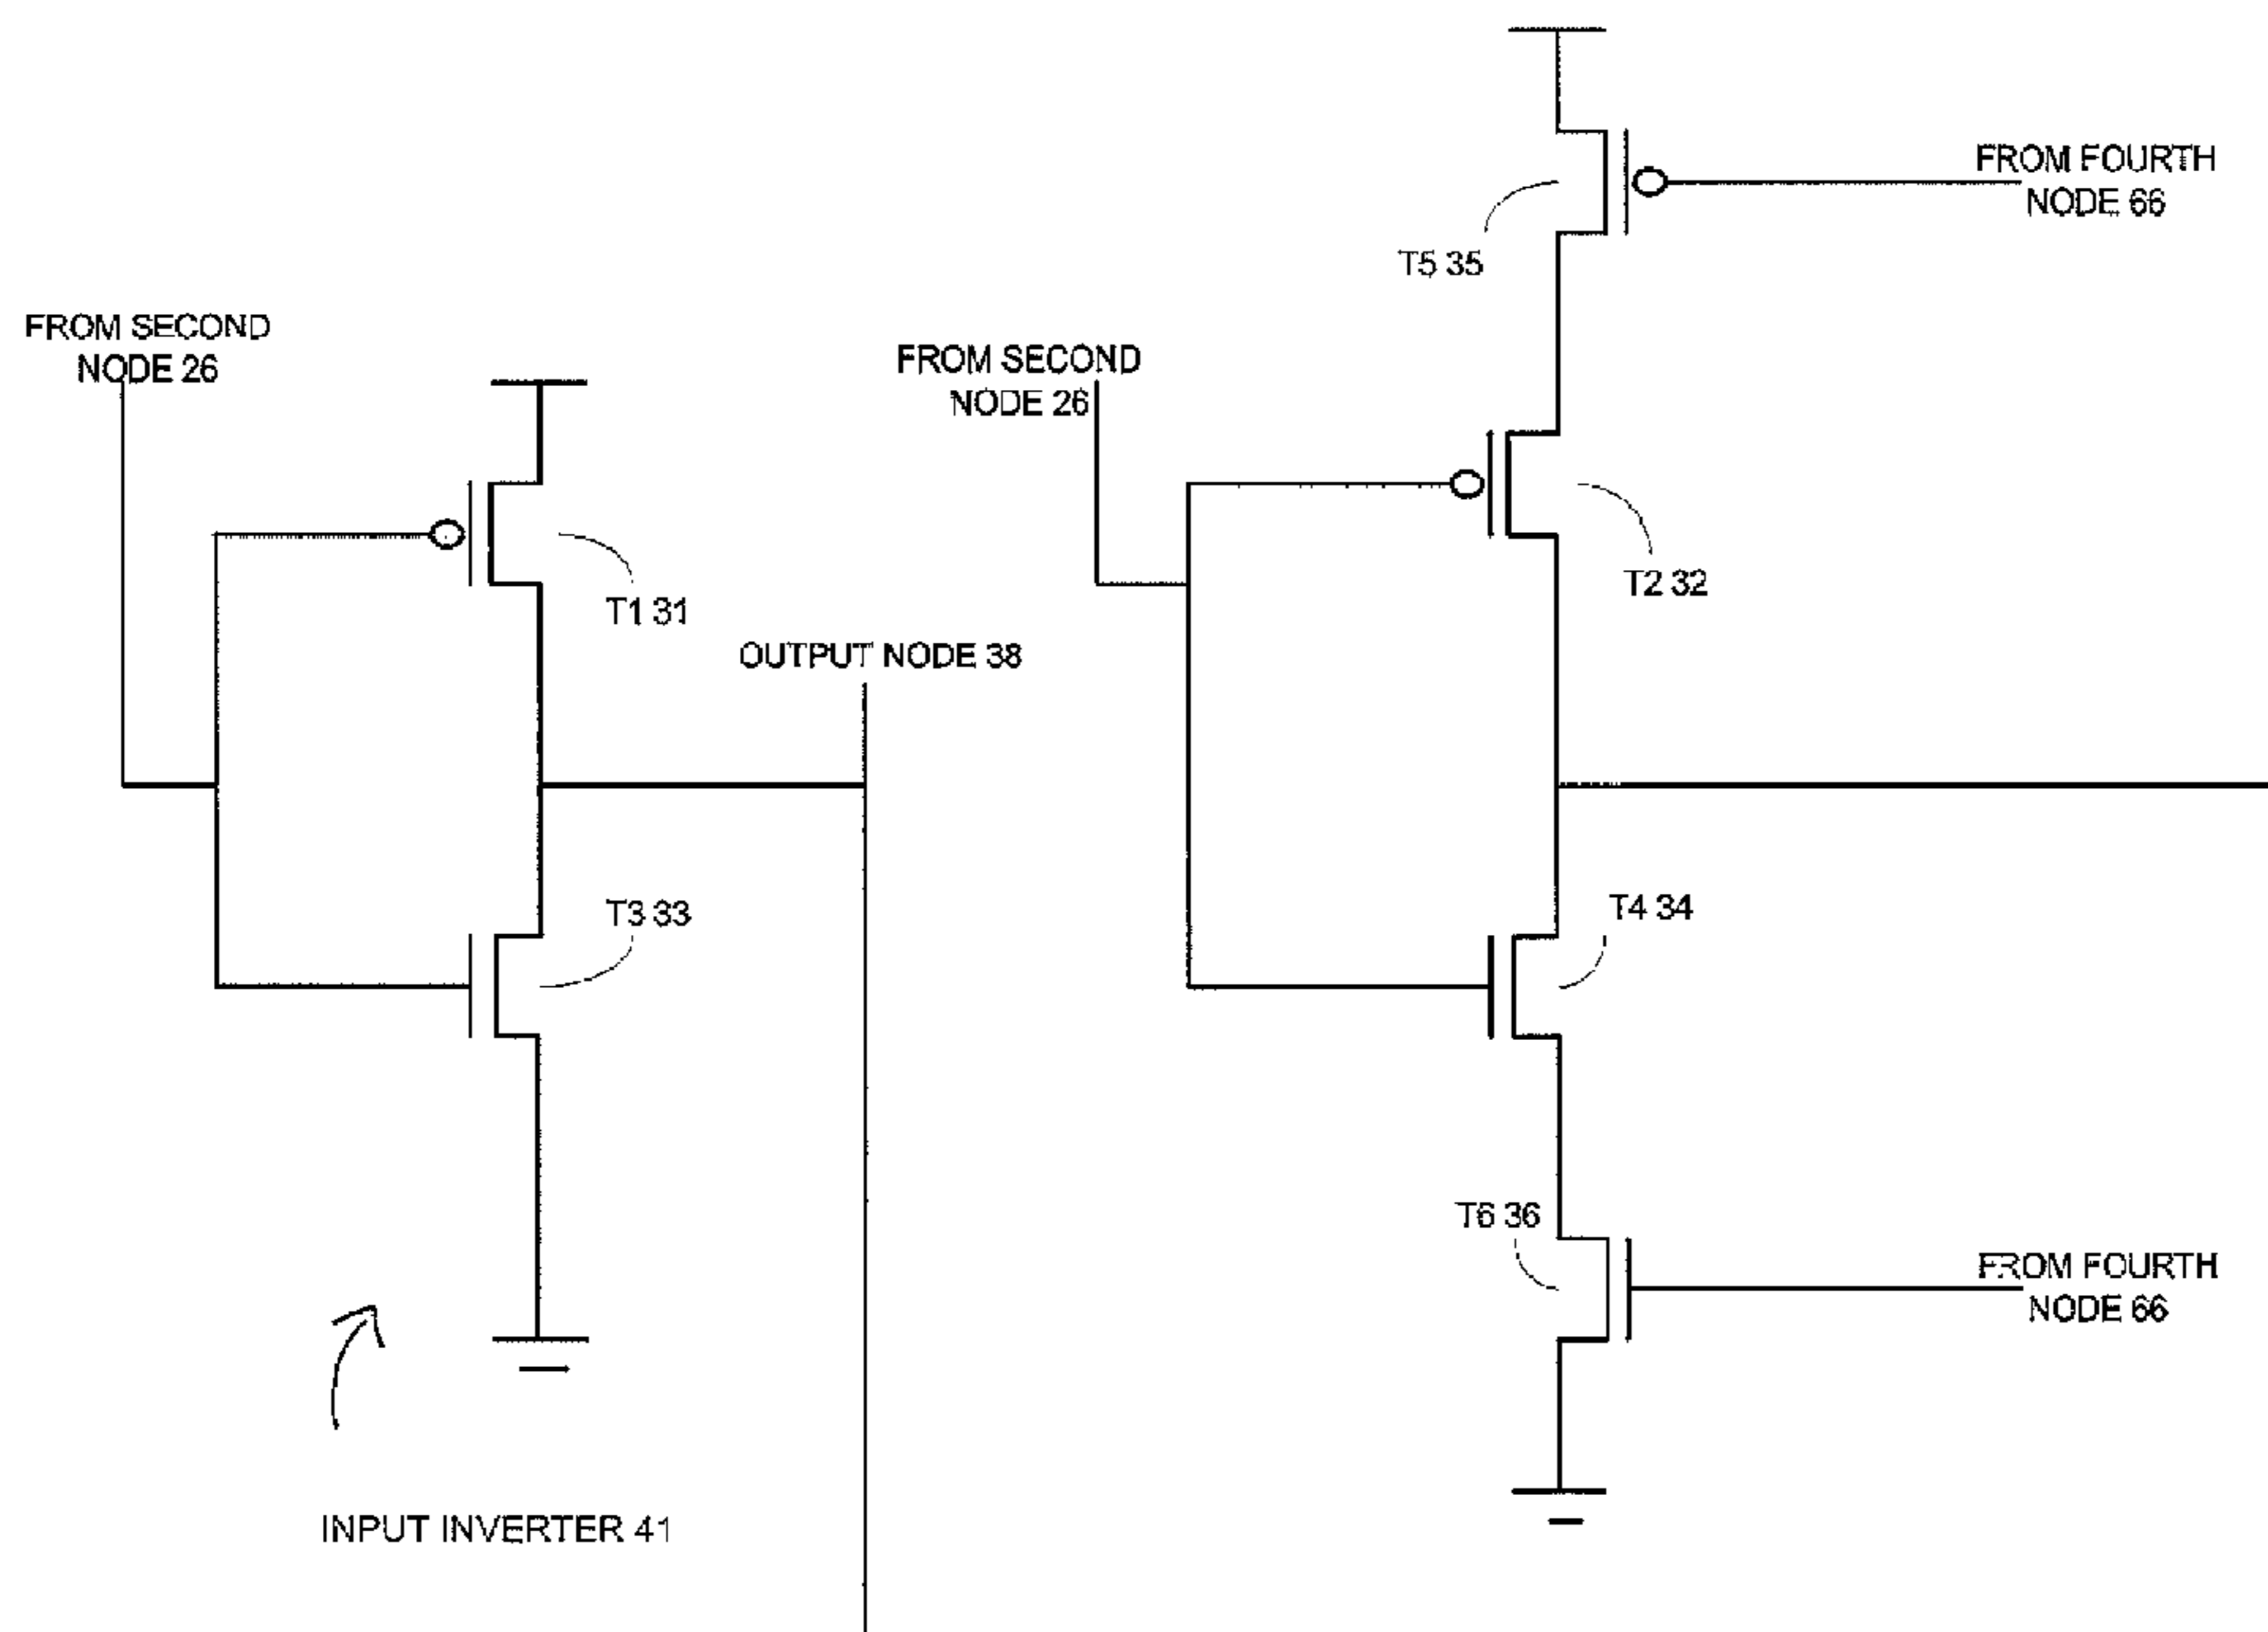 FROM FOURTH
NODE 66
T5 35
FROM SECOND
NODE 26
FROM SECOND
NODE 26
T2 32
T1 31
OUTPUT NODE 38
T3 33
T4 34
T6 36
FROM FOURTH
NODE 66
INPUT INVERTER 41